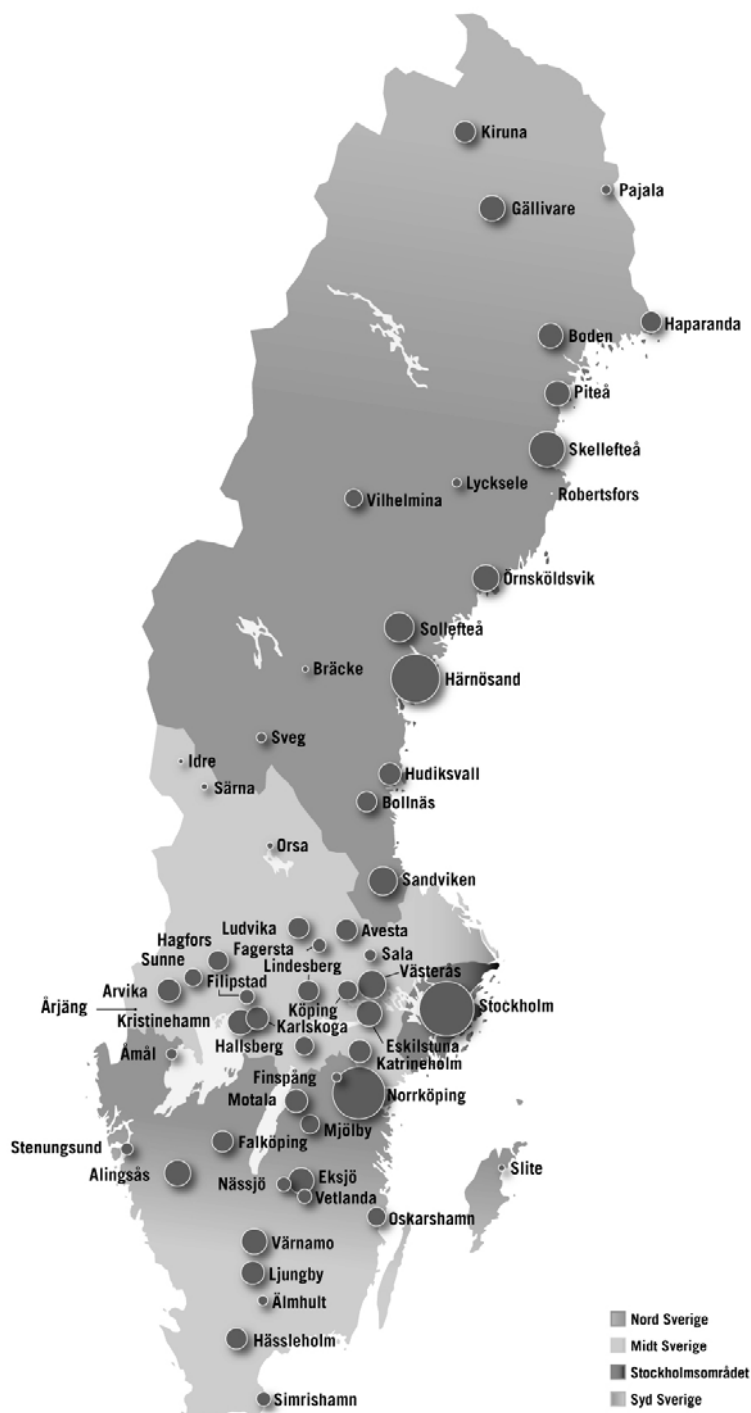 Kiruna
Pajala
Gällivare
Haparanda
Boden
Piteå
Skellefteå
Lycksele
Robertsfors
Vilhelmina
Örnsköldsvik
Sollefteå
Bräcke
Härnösand
Sveg
Idre
Hudiksvall
Särna
Bollnäs
Orsa
Sandviken
Ludvika
Avesta
Hagfors
Fagersta
Sala
Sunne
Lindesberg
Västerås
Filipstad
Arvika
Årjäng
Köping
Stockholm
Kristinehamn
Karlskoga
Hallsberg
Eskilstuna
Åmål
Katrineholm
Finspång
Motala
Norrköping
Mjölby
Falköping
Stenungsund
Slite
Alingsås
Nässjö
Eksjö
Vetlanda
Oskarshamn
Värnamo
Ljungby
Älmhult
Hässleholm
Simrishamn
Nord Sverige
Midt Sverige
Stockholmsområdet
Syd Sverige